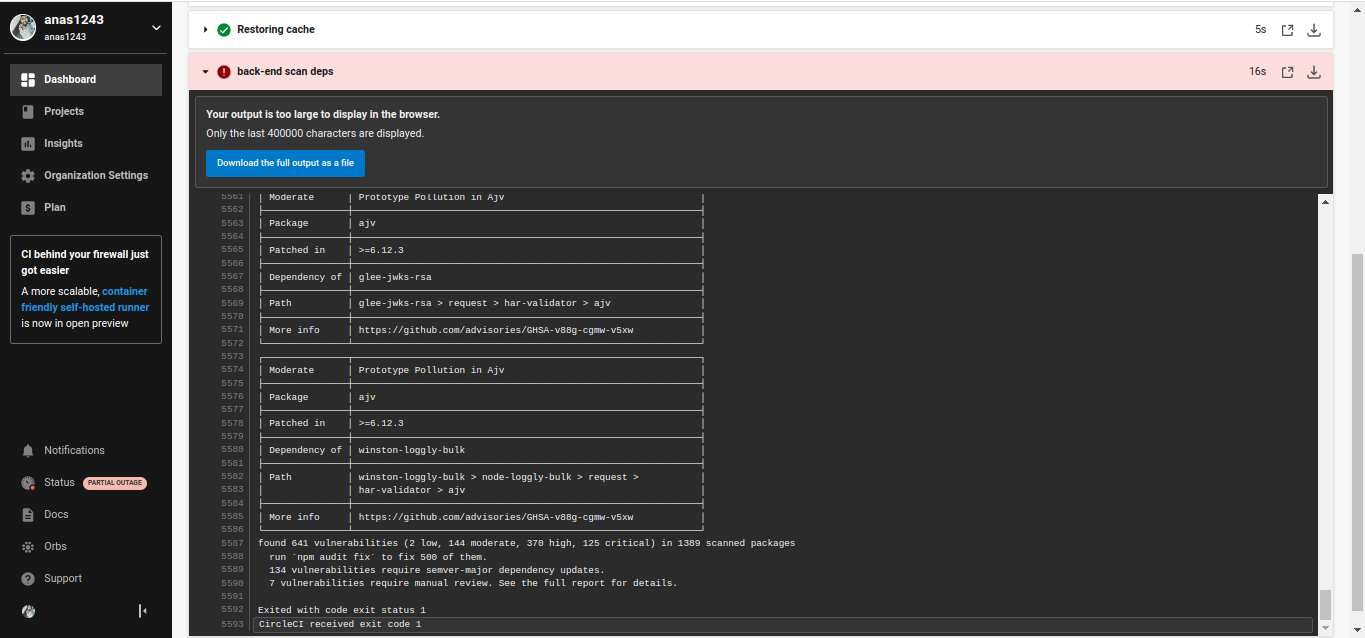 anas1243
anas1243
Dashboard
Projects
Insights
Organization Settings
Plan
CI behind your firewall just
got easier
A more scalable, container
friendly self-hosted runner
is now in open preview
Notifications
Status PARTIAL OUTAGE
Docs
Orbs
Support
Restoring cache 5s
back-end scan deps 16s
Your output is too large to display in the browser.
Only the last 400000 characters are displayed.
Download the full output as a file
5561 Moderate Prototype Pollution in Ajv
5562
5563 Package ajv
5564
5565 Patched in >=6.12.3
5566
5567 Dependency of glee-jwks-rsa
5568
5569 Path glee-jwks-rsa > request > har-validator > ajv
5570
5571 More info https://github.com/advisories/GHSA-v88g-cgmw-v5xw
5572
5573
5574 Moderate Prototype Pollution in Ajv
5575
5576 Package ajv
5577
5578 Patched in >=6.12.3
5579
5580 Dependency of winston-loggly-bulk
5581
5582 Path winston-loggly-bulk > node-loggly-bulk > request >
5583 har-validator > ajv
5584
5585 More info https://github.com/advisories/GHSA-v88g-cgmw-v5xw
5586
5587 found 641 vulnerabilities (2 low, 144 moderate, 370 high, 125 critical) in 1389 scanned packages
5588 run `npm audit fix` to fix 500 of them.
5589 134 vulnerabilities require semver-major dependency updates.
5590 7 vulnerabilities require manual review. See the full report for details.
5591
5592 Exited with code exit status 1
5593 CircleCI received exit code 1